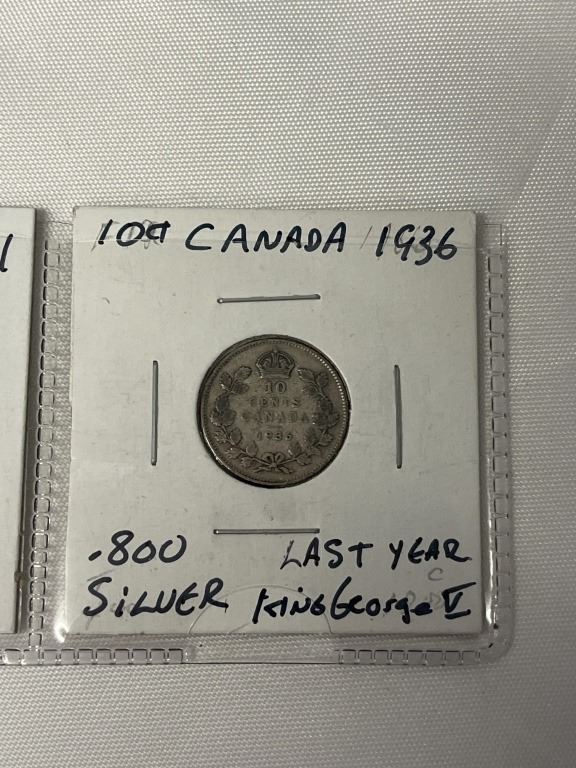 10¢ CANADA 1936
10
CENTS
CANADA
1936
.800 LAST YEAR
SILVER KING George V